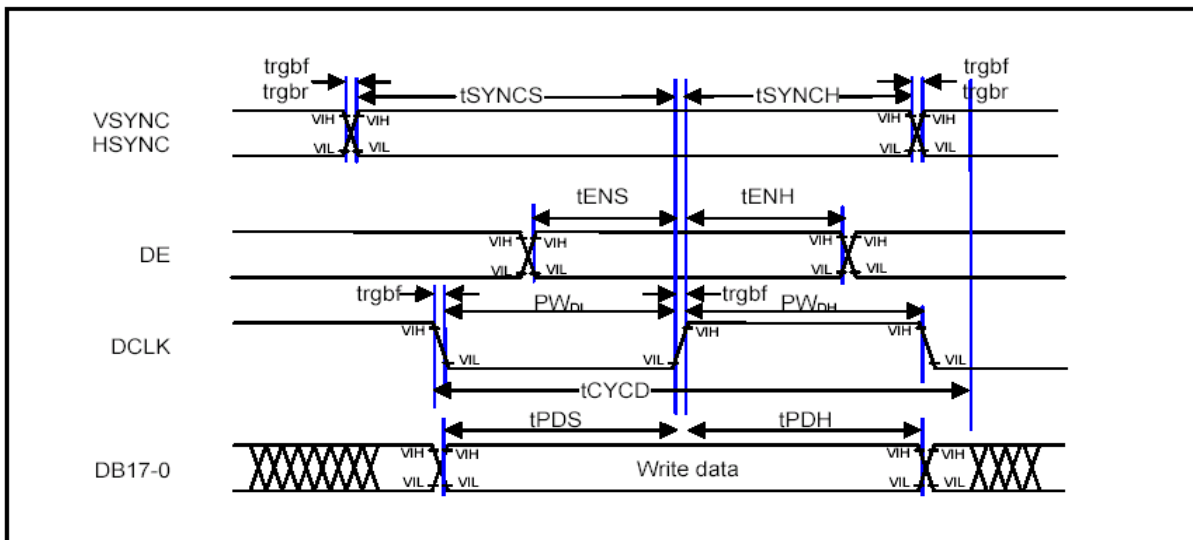 trgbf trgbf
trgbr tSYNCS tSYNCH trgbr
VSYNC VIH VIH VIH VIH
HSYNC VIL VIL VIL VIL
tENS tENH
DE VIH VIH VIH VIH
VIL VIL VIL VIL
trgbf PWDL trgbf PWDH
DCLK VIH VIH VIH
VIL VIL VIL
tCYCD
tPDS tPDH
DB17-0 VIH VIH Write data VIH VIH
VIL VIL VIL VIL